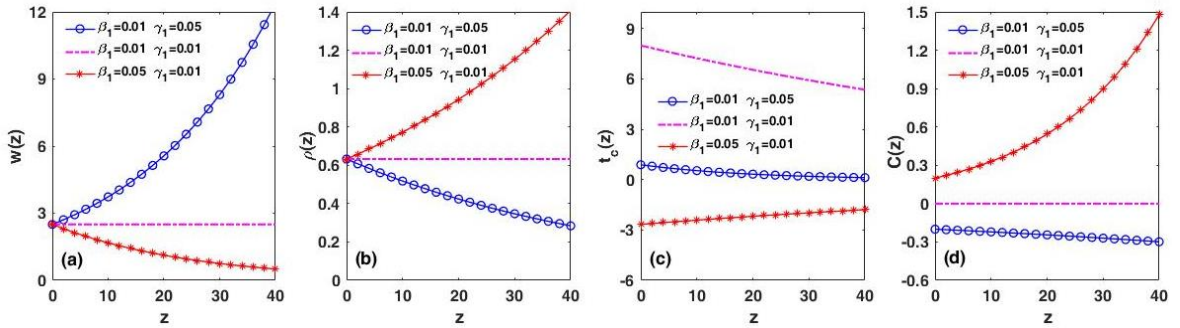 12
9
6
3
0
w(z)
β₁=0.01 γ₁=0.05
β₁=0.01 γ₁=0.01
β₁=0.05 γ₁=0.01
(a)
0 10 20 30 40
z
1.4
1.2
1
0.8
0.6
0.4
0.2
0
ρ(z)
β₁=0.01 γ₁=0.05
β₁=0.01 γ₁=0.01
β₁=0.05 γ₁=0.01
(b)
0 10 20 30 40
z
9
6
3
0
-3
-6
t_c(z)
β₁=0.01 γ₁=0.05
β₁=0.01 γ₁=0.01
β₁=0.05 γ₁=0.01
(c)
0 10 20 30 40
z
1.5
1.2
0.9
0.6
0.3
0
-0.3
-0.6
C(z)
β₁=0.01 γ₁=0.05
β₁=0.01 γ₁=0.01
β₁=0.05 γ₁=0.01
(d)
0 10 20 30 40
z